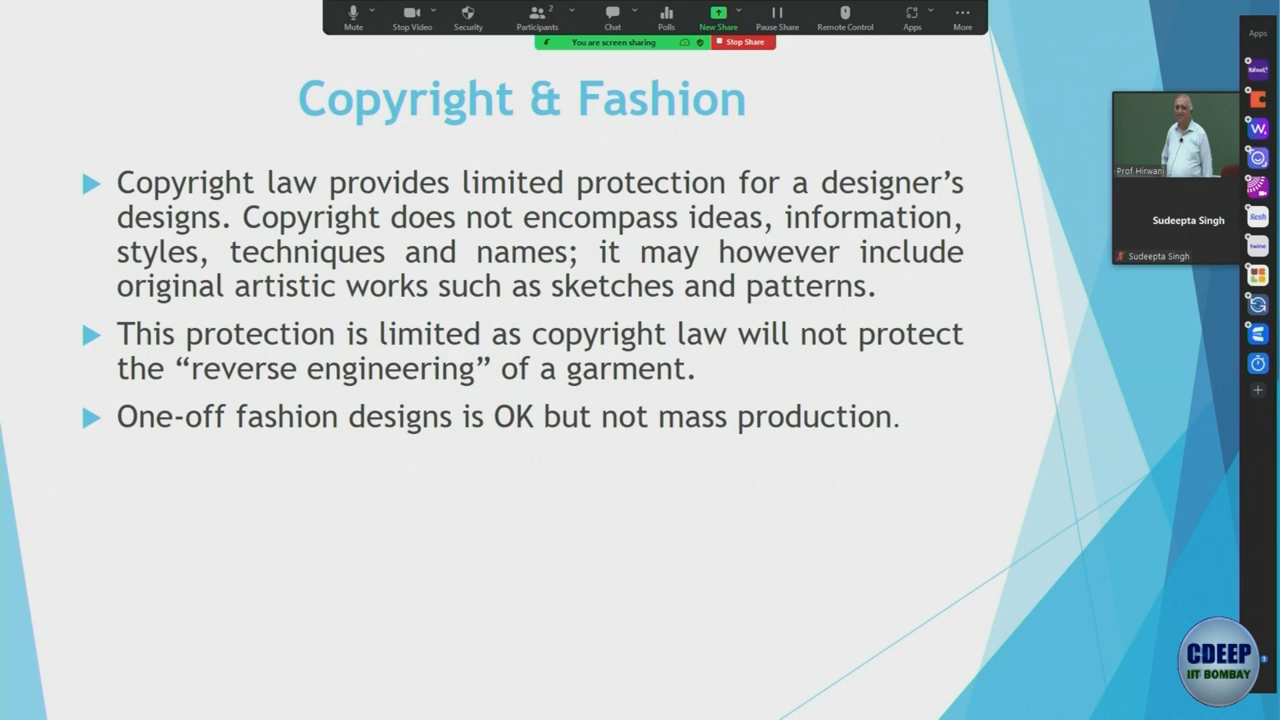 Mute
Stop Video
Security
Participants
2
Chat
Polls
New Share
Pause Share
Remote Control
Apps
More
You are screen sharing
Stop Share
Copyright & Fashion
Copyright law provides limited protection for a designer’s
designs. Copyright does not encompass ideas, information,
styles, techniques and names; it may however include
original artistic works such as sketches and patterns.
This protection is limited as copyright law will not protect
the “reverse engineering” of a garment.
One-off fashion designs is OK but not mass production.
Apps
Prof Hirwani
Sudeepta Singh
Sudeepta Singh
Kahoot!
W
Sesh
twine
CDEEP
IIT BOMBAY